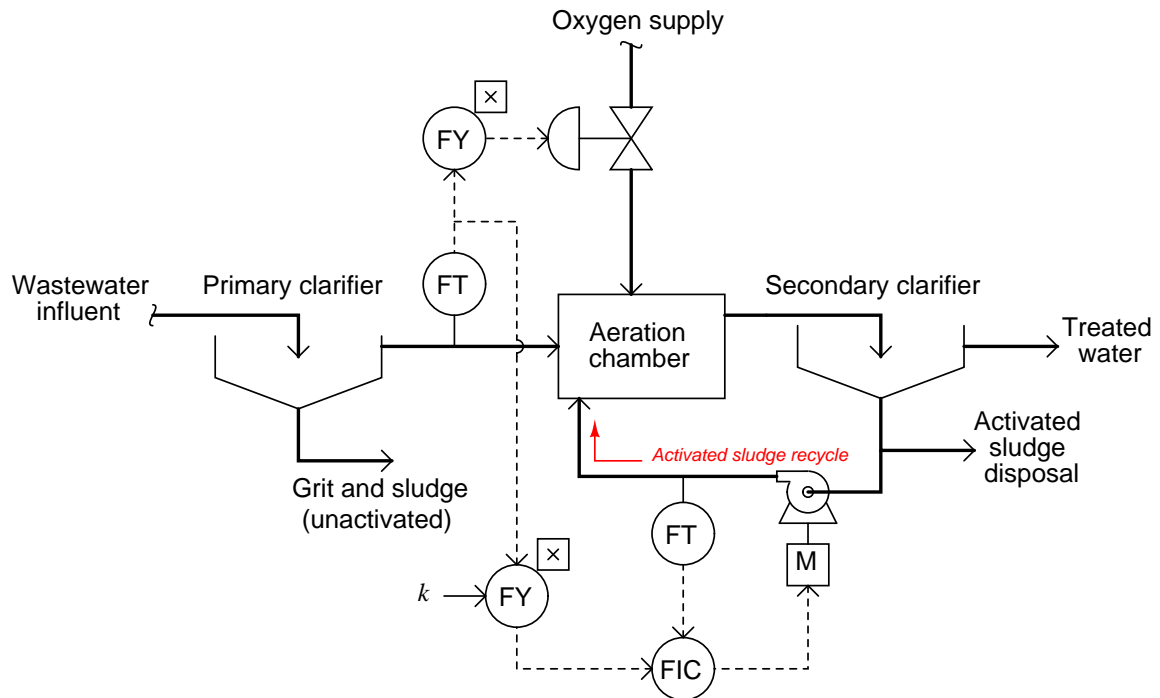 Oxygen supply
×
FY
Wastewater
influent
Primary clarifier
FT
Secondary clarifier
Aeration
chamber
Treated
water
Activated sludge recycle
Activated
sludge
disposal
Grit and sludge
(unactivated)
FT
×
M
k
FY
FIC